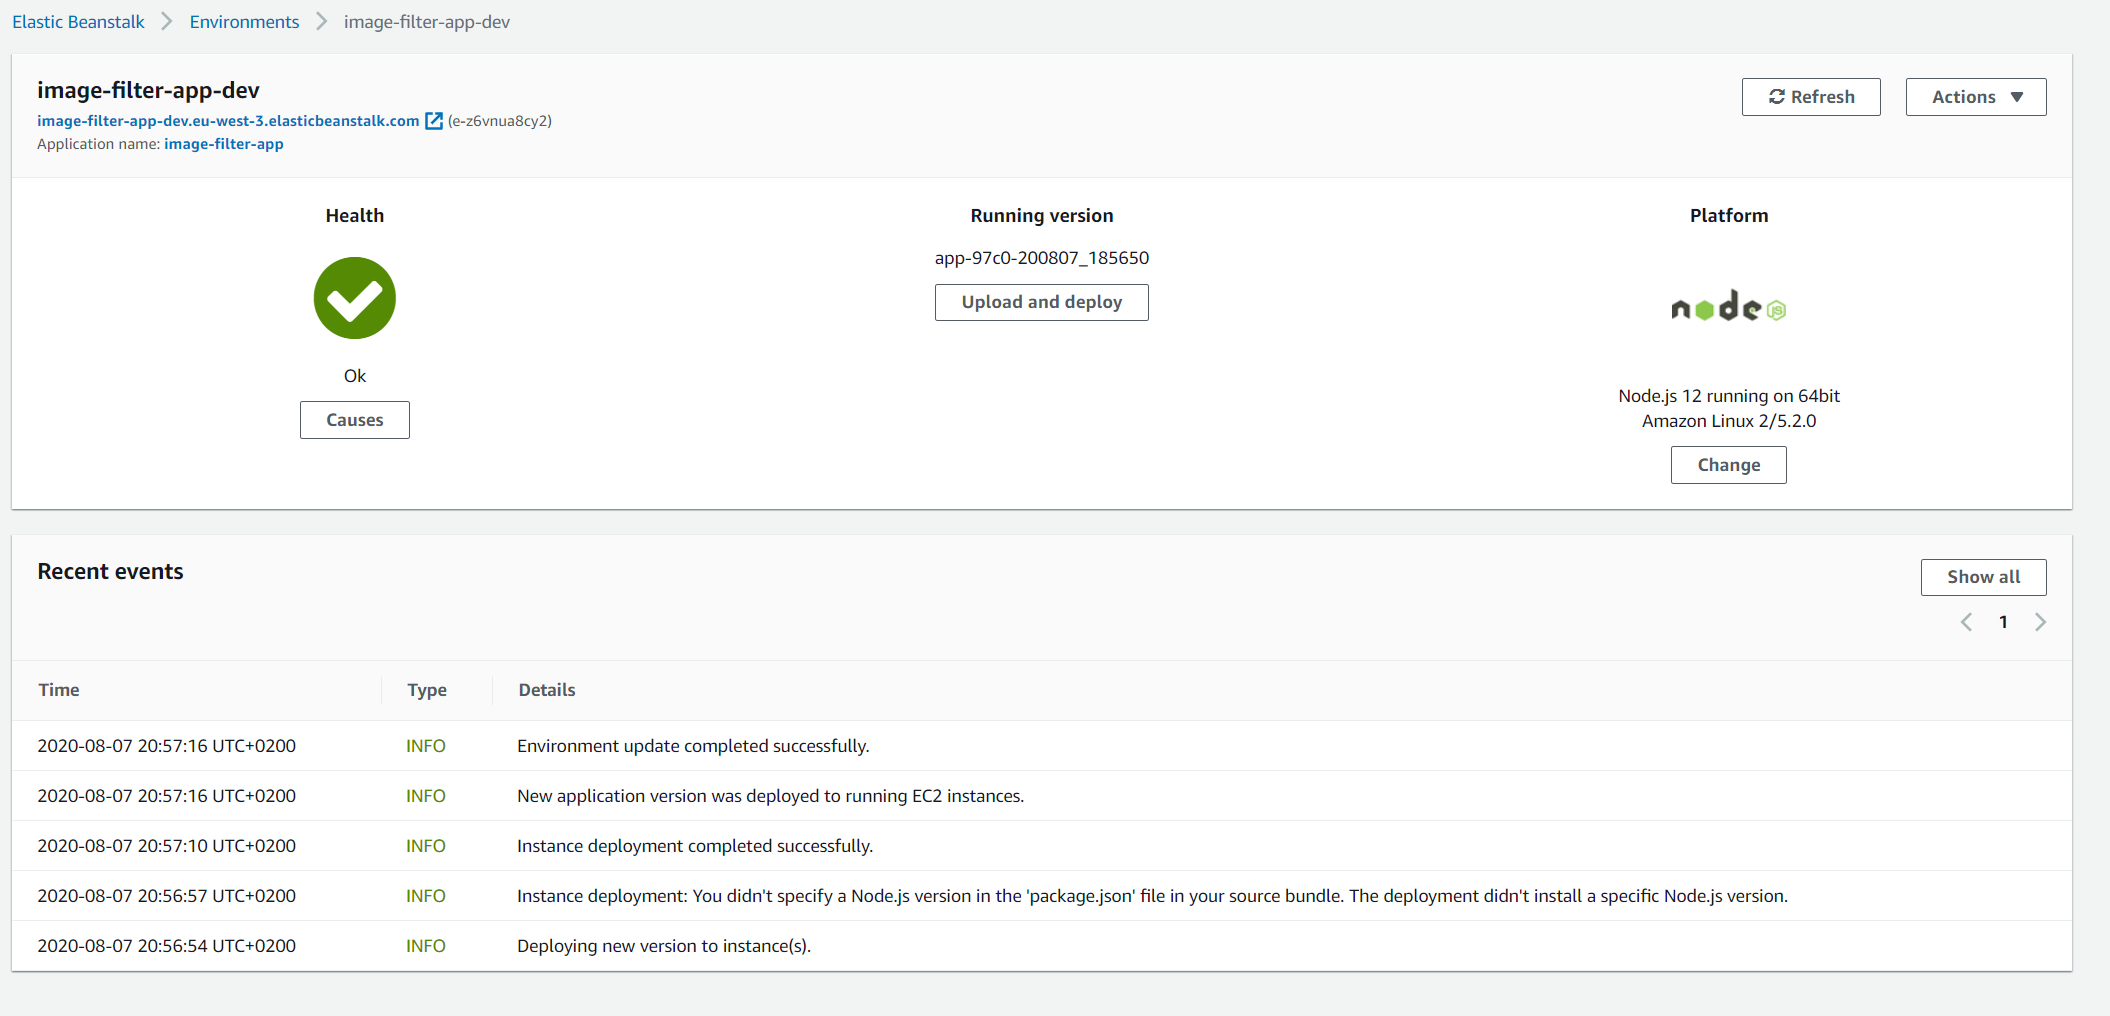 Elastic Beanstalk > Environments > image-filter-app-dev
image-filter-app-dev
Refresh
Actions ▼
image-filter-app-dev.eu-west-3.elasticbeanstalk.com (e-z6vnua8cy2)
Application name: image-filter-app
Health
Running version
Platform
Ok
Causes
app-97c0-200807_185650
Upload and deploy
node JS
Node.js 12 running on 64bit
Amazon Linux 2/5.2.0
Change
Recent events
Show all
< 1 >
Time Type Details
2020-08-07 20:57:16 UTC+0200 INFO Environment update completed successfully.
2020-08-07 20:57:16 UTC+0200 INFO New application version was deployed to running EC2 instances.
2020-08-07 20:57:10 UTC+0200 INFO Instance deployment completed successfully.
2020-08-07 20:56:57 UTC+0200 INFO Instance deployment: You didn't specify a Node.js version in the 'package.json' file in your source bundle. The deployment didn't install a specific Node.js version.
2020-08-07 20:56:54 UTC+0200 INFO Deploying new version to instance(s).